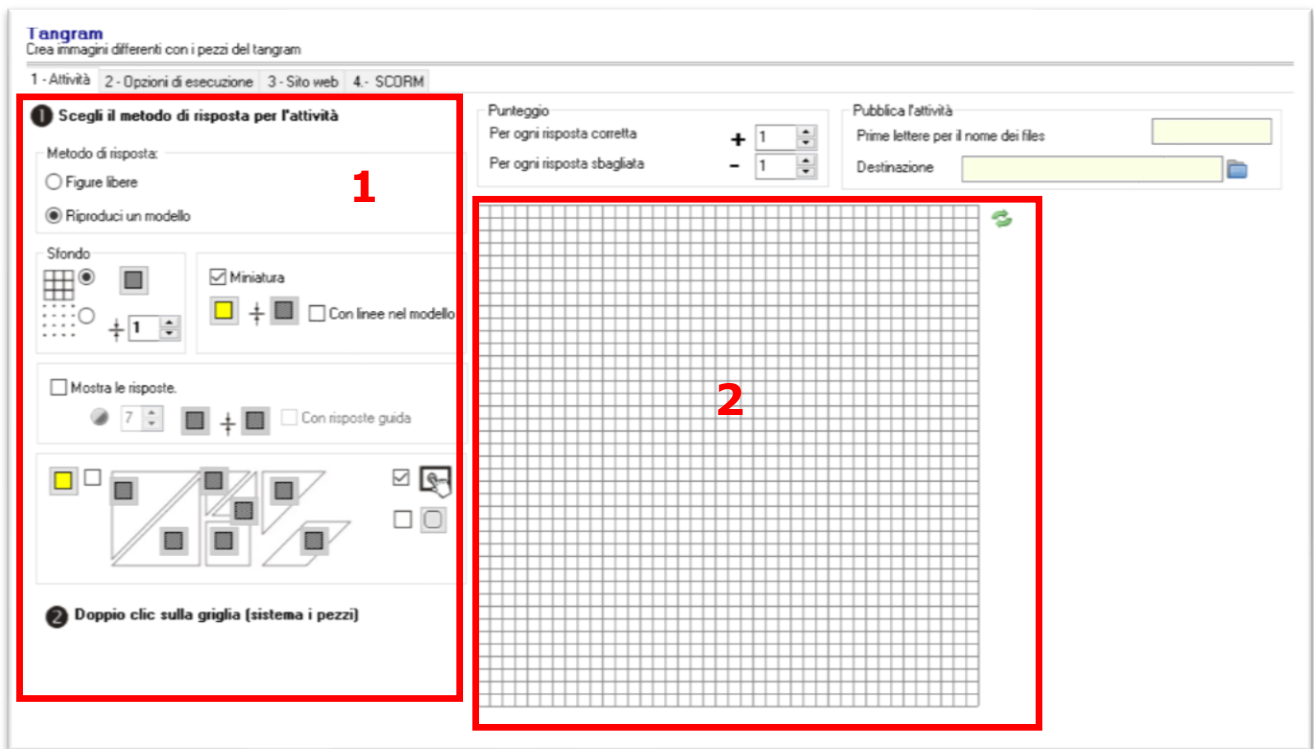 Tangram
Crea immagini differenti con i pezzi del tangram
1 - Attività 2 - Opzioni di esecuzione 3 - Sito web 4.- SCORM
1 Scegli il metodo di risposta per l'attività
Metodo di risposta:
Figure libere
Riproduci un modello
1
Sfondo
1
Miniatura
Con linee nel modello
Mostra le risposte.
7 Con risposte guida
2 Doppio clic sulla griglia (sistema i pezzi)
Punteggio
Per ogni risposta corretta + 1
Per ogni risposta sbagliata - 1
Pubblica l'attività
Prime lettere per il nome dei files
Destinazione
2